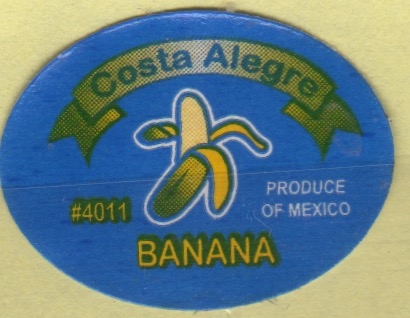 Costa Alegre
#4011
PRODUCE
OF MEXICO
BANANA